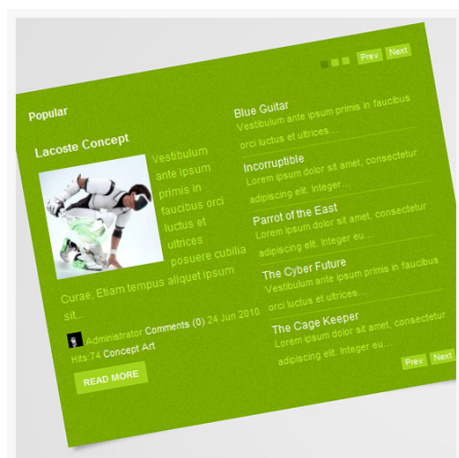 Prev Next
Popular
Lacoste Concept
Vestibulum
ante ipsum
primis in
faucibus orci
luctus et
ultrices
posuere cubilia
Curae, Etiam tempus aliquet ipsum
sit...
Administrator Comments (0) 24 Jun 2010
Hits:74 Concept Art
READ MORE
Blue Guitar
Vestibulum ante ipsum primis in faucibus
orci luctus et ultrices...
Incorruptible
Lorem ipsum dolor sit amet, consectetur
adipiscing elit. Integer...
Parrot of the East
Lorem ipsum dolor sit amet, consectetur
adipiscing elit. Integer eu...
The Cyber Future
Vestibulum ante ipsum primis in faucibus
orci luctus et ultrices...
The Cage Keeper
Lorem ipsum dolor sit amet, consectetur
adipiscing elit. Integer eu...
Prev Next